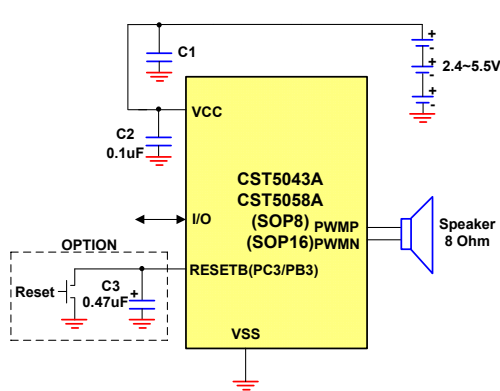 C1
+
-
+
-
+
-
2.4~5.5V
VCC
C2
0.1uF
CST5043A
CST5058A
(SOP8)
(SOP16)
I/O
PWMP
PWMN
Speaker
8 Ohm
OPTION
RESETB(PC3/PB3)
Reset
C3
0.47uF
+
VSS